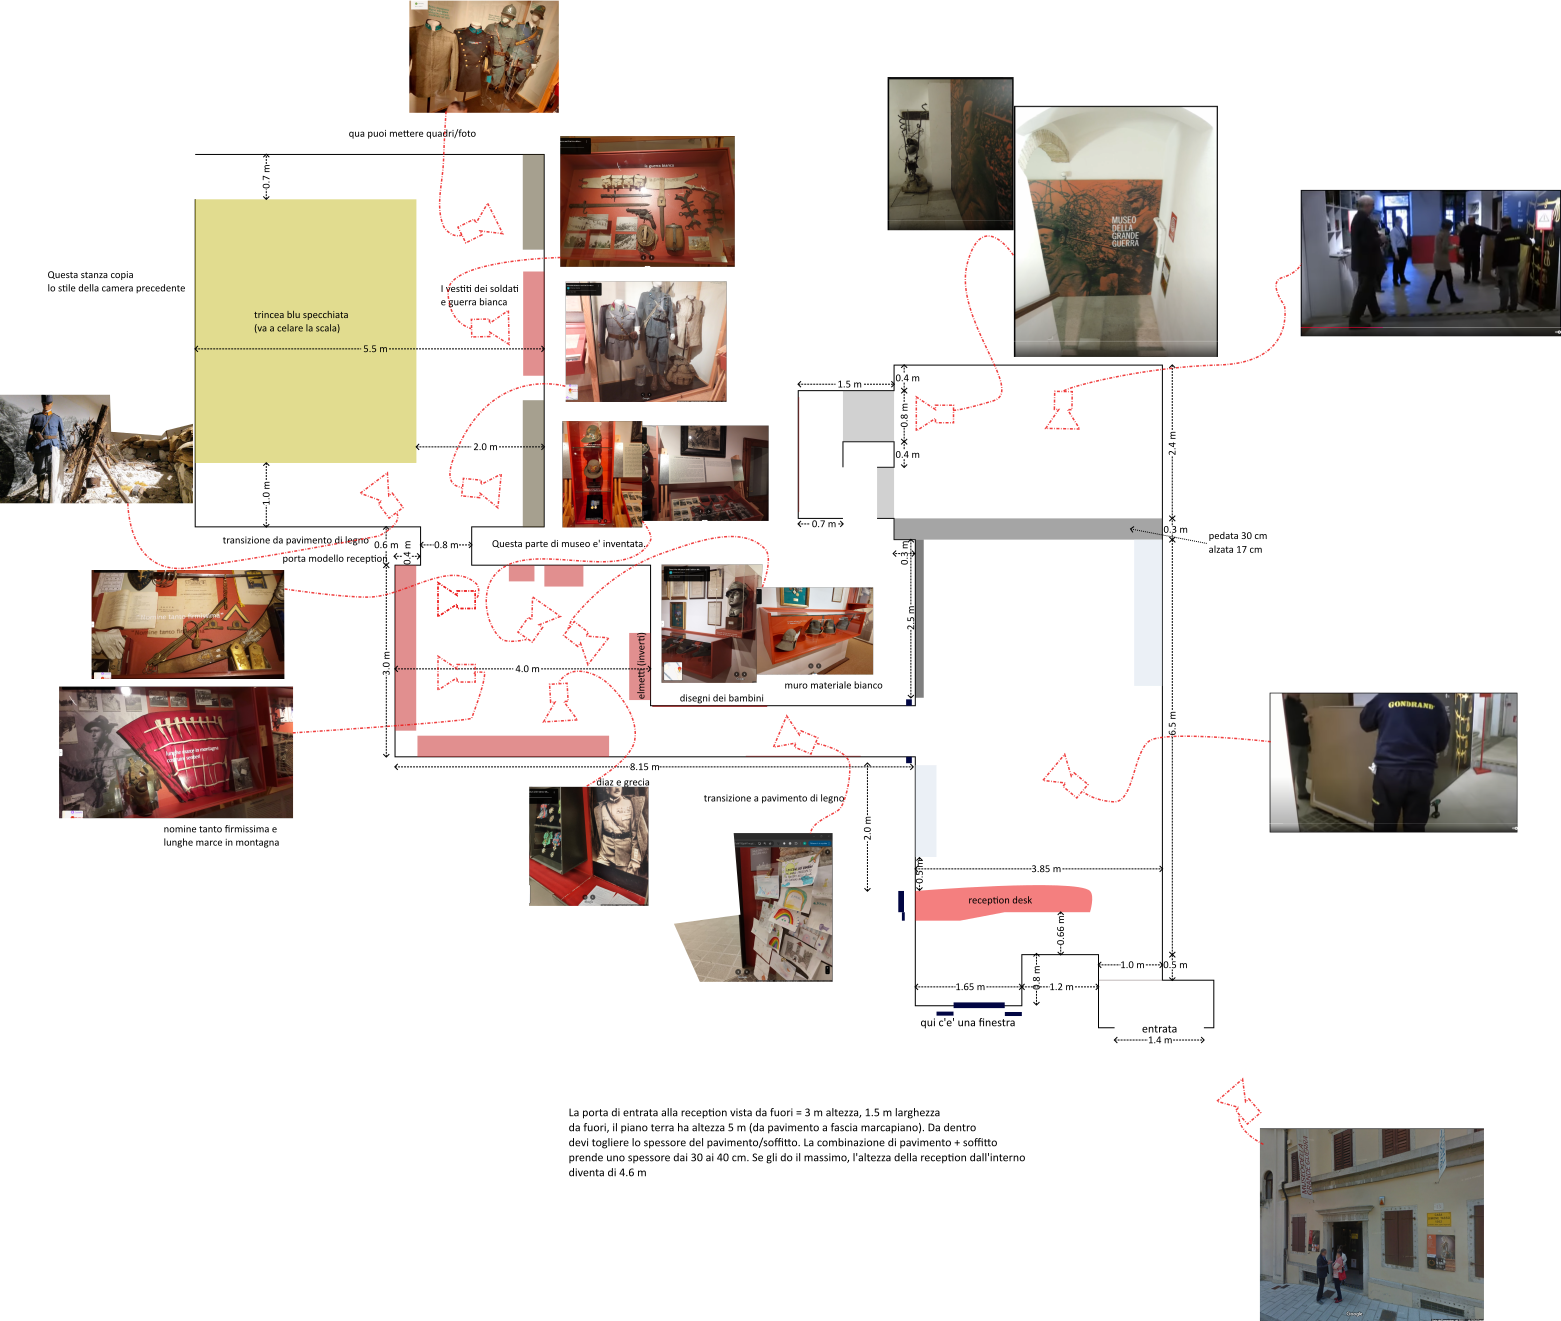 qua puoi mettere quadri/foto
0.7 m
Questa stanza copia
lo stile della camera precedente
trincea blu specchiata
(va a celare la scala)
I vestiti dei soldati
e guerra bianca
5.5 m
2.0 m
1.0 m
transizione da pavimento di legno
porta modello reception
0.6 m
0.4 m
0.8 m
Questa parte di museo e' inventata.
3.0 m
4.0 m
elmetti (inverti)
disegni dei bambini
muro materiale bianco
8.15 m
diaz e grecia
transizione a pavimento di legno
nomine tanto firmissima e
lunghe marce in montagna
MUSEO
DELLA
GRANDE
GUERRA
1.5 m
0.4 m
0.8 m
0.4 m
0.7 m
2.4 m
0.3 m
pedata 30 cm
alzata 17 cm
0.3 m
2.5 m
6.5 m
GONDRAND
2.0 m
0.5 m
3.85 m
reception desk
0.66 m
1.0 m
0.5 m
0.8 m
1.65 m
1.2 m
qui c'e' una finestra
entrata
1.4 m
La porta di entrata alla reception vista da fuori = 3 m altezza, 1.5 m larghezza
da fuori, il piano terra ha altezza 5 m (da pavimento a fascia marcapiano). Da dentro
devi togliere lo spessore del pavimento/soffitto. La combinazione di pavimento + soffitto
prende uno spessore dai 30 ai 40 cm. Se gli do il massimo, l'altezza della reception dall'interno
diventa di 4.6 m
Google